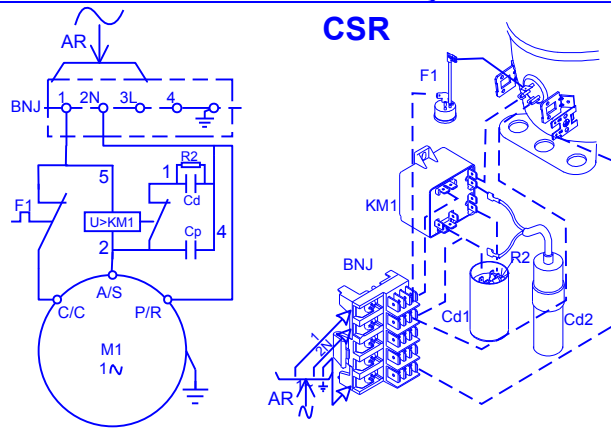 CSR
AR
BNJ 1 2N 3L 4
R2
1
Cd
5
F1
U>KM1
Cp
4
2
A/S
C/C
P/R
M1
1
F1
KM1
BNJ
R2
Cd1
Cd2
1
2N
AR